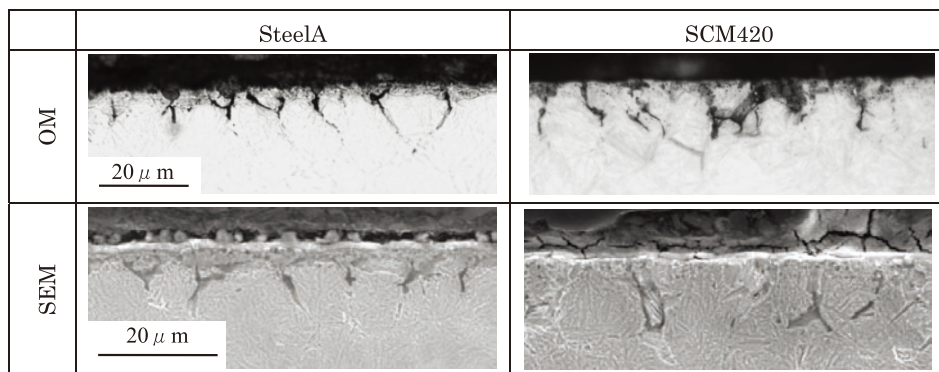 SteelA
SCM420
OM
20 μ m
SEM
20 μ m